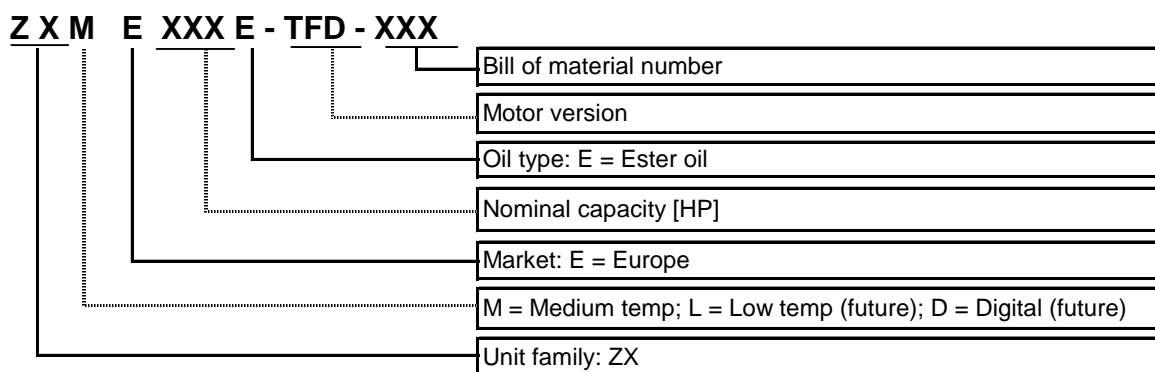 Z X M E XXX E - TFD - XXX
Bill of material number
Motor version
Oil type: E = Ester oil
Nominal capacity [HP]
Market: E = Europe
M = Medium temp; L = Low temp (future); D = Digital (future)
Unit family: ZX